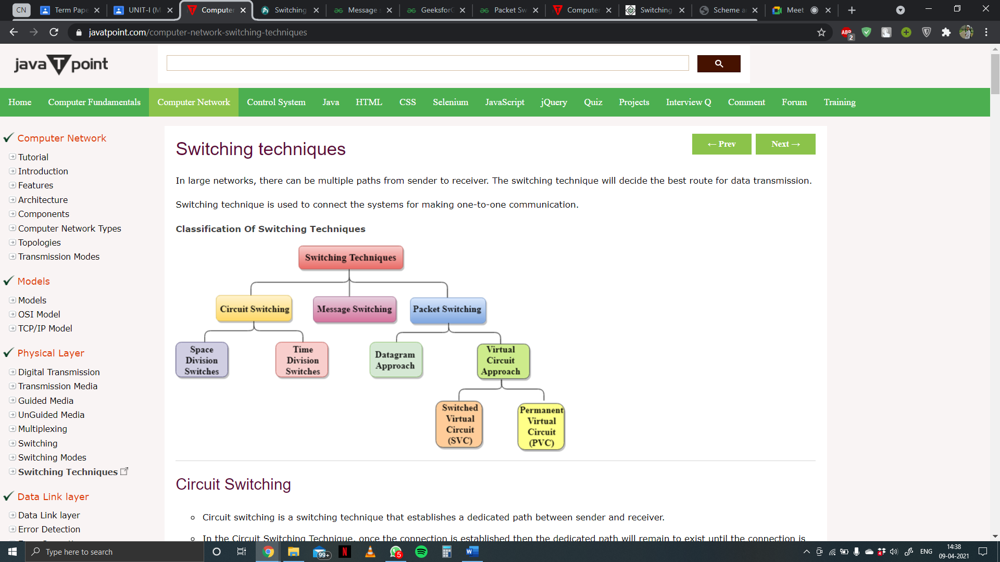 CN
Term Pape
UNIT-I (M
Computer
Switching
Message s
GeeksforG
Packet Sw
Computer
Switching
Scheme a
Meet
javatpoint.com/computer-network-switching-techniques
ABP
2
java T point
Home
Computer Fundamentals
Computer Network
Control System
Java
HTML
CSS
Selenium
JavaScript
jQuery
Quiz
Projects
Interview Q
Comment
Forum
Training
Computer Network
Tutorial
Introduction
Features
Architecture
Components
Computer Network Types
Topologies
Transmission Modes
Models
Models
OSI Model
TCP/IP Model
Physical Layer
Digital Transmission
Transmission Media
Guided Media
UnGuided Media
Multiplexing
Switching
Switching Modes
Switching Techniques
Data Link layer
Data Link layer
Error Detection
Switching techniques
← Prev
Next →
In large networks, there can be multiple paths from sender to receiver. The switching technique will decide the best route for data transmission.
Switching technique is used to connect the systems for making one-to-one communication.
Classification Of Switching Techniques
Switching Techniques
Circuit Switching
Message Switching
Packet Switching
Space
Division
Switches
Time
Division
Switches
Datagram
Approach
Virtual
Circuit
Approach
Switched
Virtual
Circuit
(SVC)
Permanent
Virtual
Circuit
(PVC)
Circuit Switching
Circuit switching is a switching technique that establishes a dedicated path between sender and receiver.
In the Circuit Switching Technique, once the connection is established then the dedicated path will remain to exist until the connection is
Type here to search
99+
N
5
W
4
ENG
14:38
09-04-2021